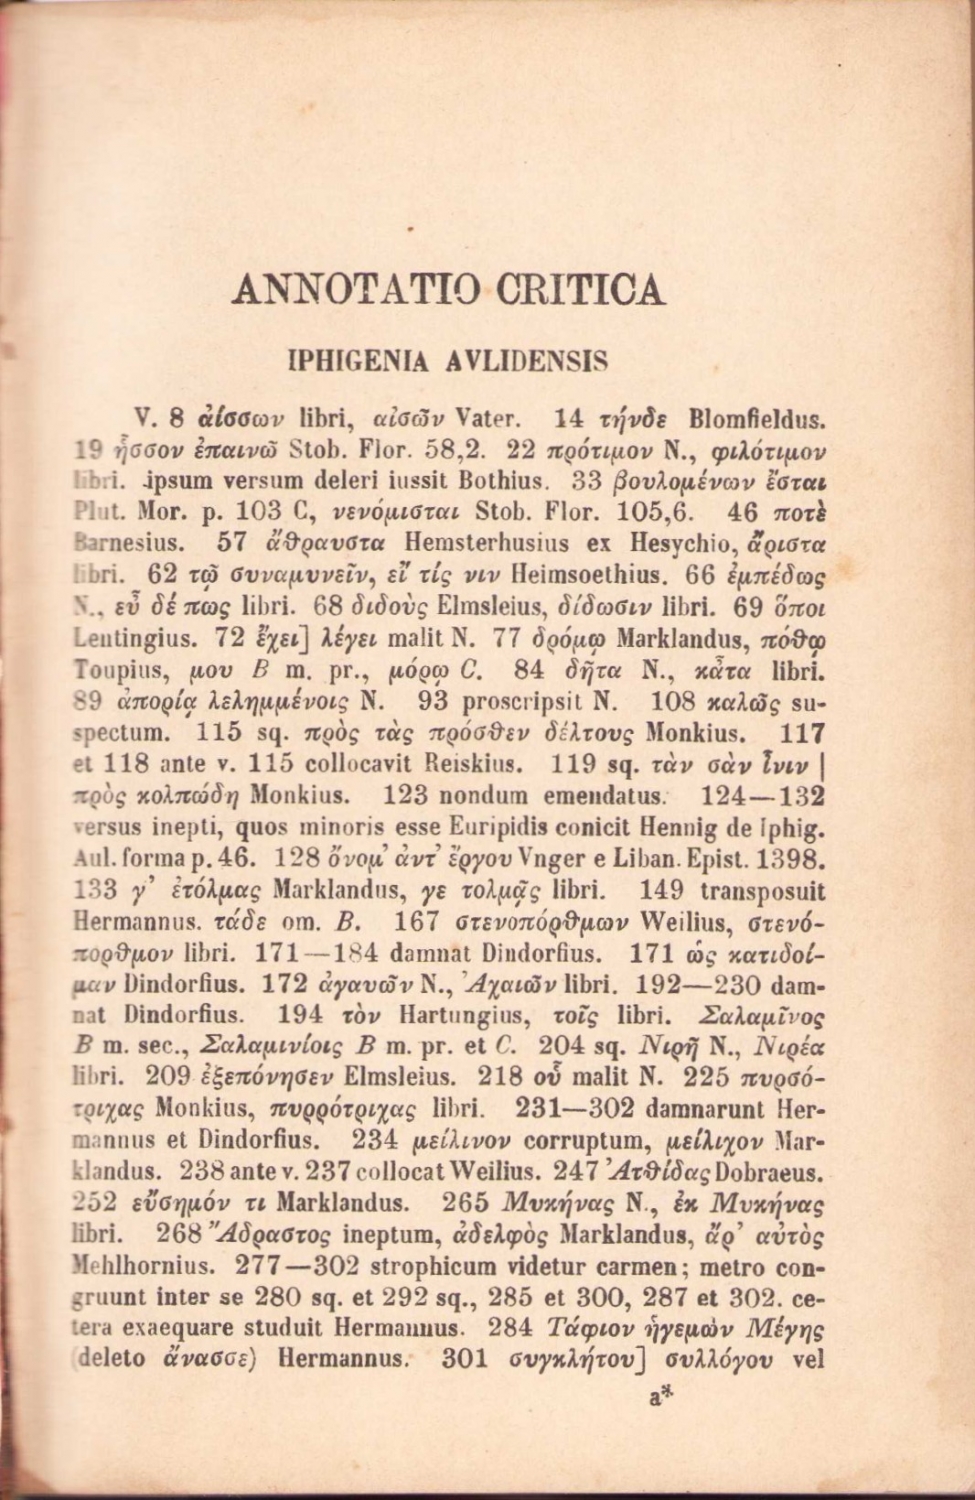 ANNOTATIO CRITICA
IPHIGENIA AVLIDENSIS
V. 8 ἀίσσων libri, αἰσῶν Vater. 14 τήνδε Blomfieldus.
19 ἧσσον ἐπαινῶ Stob. Flor. 58,2. 22 πρότιμον N., φιλότιμον
libri. ipsum versum deleri iussit Bothius. 33 βουλομένων ἔσται
Plut. Mor. p. 103 C, νενόμισται Stob. Flor. 105,6. 46 ποτὲ
Barnesius. 57 ἄθραυστα Hemsterhusius ex Hesychio, ἄριστα
libri. 62 τῷ συναμυνεῖν, εἴ τίς νιν Heimsoethius. 66 ἐμπέδως
N., εὖ δέ πως libri. 68 διδοὺς Elmsleius, δίδωσιν libri. 69 ὅποι
Lentingius. 72 ἔχει] λέγει malit N. 77 δρόμῳ Marklandus, πόθῳ
Toupius, μου B m. pr., μόρῳ C. 84 δῆτα N., κᾆτα libri.
89 ἀπορίᾳ λελημμένοις N. 93 proscripsit N. 108 καλῶς su-
spectum. 115 sq. πρὸς τὰς πρόσθεν δέλτους Monkius. 117
et 118 ante v. 115 collocavit Reiskius. 119 sq. τὰν σὰν ἶνιν |
πρὸς κολπώδη Monkius. 123 nondum emendatus. 124—132
versus inepti, quos minoris esse Euripidis conicit Hennig de Iphig.
Aul. forma p. 46. 128 ὄνομ' ἀντ' ἔργου Vnger e Liban. Epist. 1398.
133 γ' ἐτόλμας Marklandus, γε τολμᾷς libri. 149 transposuit
Hermannus. τάδε om. B. 167 στενοπόρθμων Weilius, στενό-
πορθμον libri. 171—184 damnat Dindorfius. 171 ὡς κατιδοί-
μαν Dindorfius. 172 ἀγαυῶν N., Ἀχαιῶν libri. 192—230 dam-
nat Dindorfius. 194 τὸν Hartungius, τοῖς libri. Σαλαμῖνος
B m. sec., Σαλαμινίοις B m. pr. et C. 204 sq. Νιρῆ N., Νιρέα
libri. 209 ἐξεπόνησεν Elmsleius. 218 οὗ malit N. 225 πυρσό-
τριχας Monkius, πυρρότριχας libri. 231—302 damnarunt Her-
mannus et Dindorfius. 234 μείλινον corruptum, μείλιχον Mar-
klandus. 238 ante v. 237 collocat Weilius. 247 Ἀτθίδας Dobraeus.
252 εὔσημόν τι Marklandus. 265 Μυκήνας N., ἐκ Μυκήνας
libri. 268 Ἄδραστος ineptum, ἀδελφὸς Marklandus, ἄρ' αὐτὸς
Mehlhornius. 277—302 strophicum videtur carmen; metro con-
gruunt inter se 280 sq. et 292 sq., 285 et 300, 287 et 302. ce-
tera exaequare studuit Hermannus. 284 Τάφιον ἡγεμὼν Μέγης
deleto ἄνασσε) Hermannus. 301 συγκλήτου] συλλόγου vel
a*